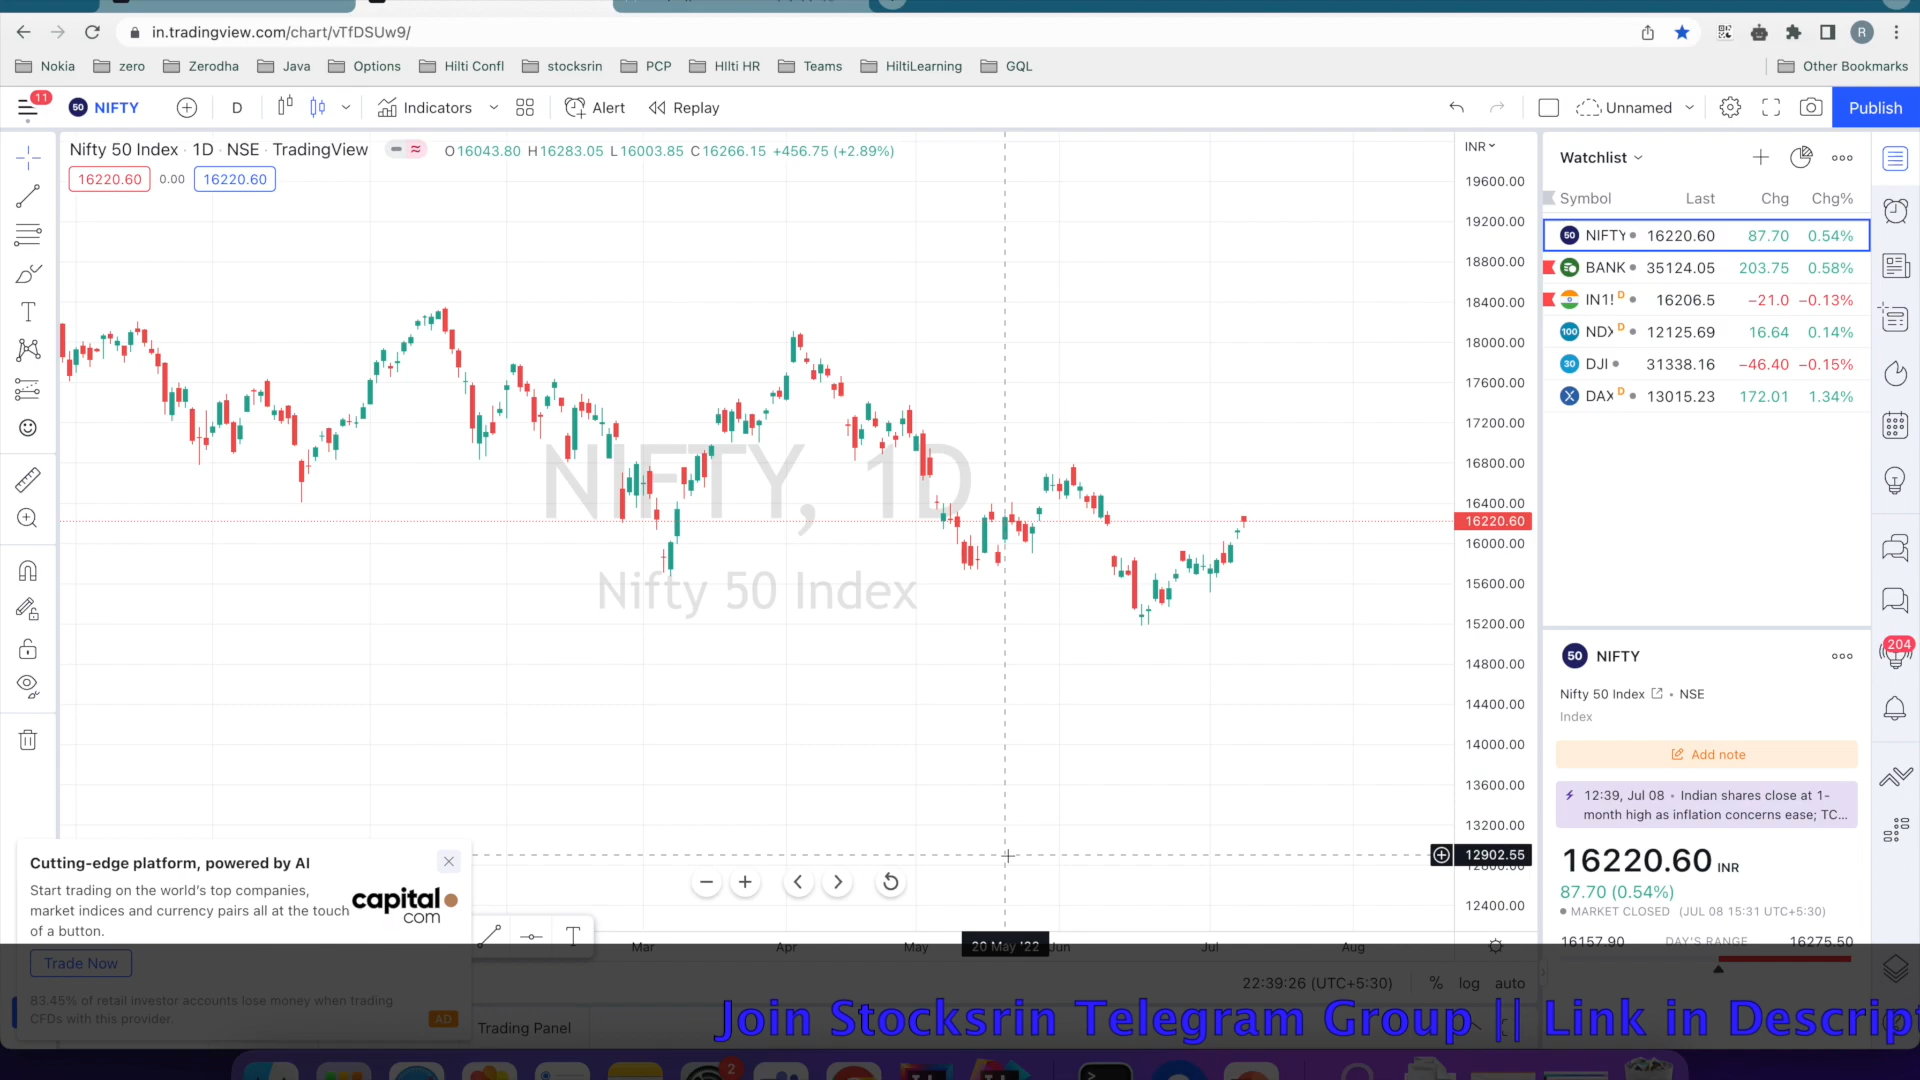 in.tradingview.com/chart/vTfDSUw9/
R
Nokia zero Zerodha Java Options Hilti Confl stocksrin PCP HIlti HR Teams HiltiLearning GQL Other Bookmarks
11 50 NIFTY D Indicators Alert Replay Unnamed Publish
Nifty 50 Index · 1D · NSE · TradingView O16043.80 H16283.05 L16003.85 C16266.15 +456.75 (+2.89%)
16220.60 0.00 16220.60
INR
19600.00
19200.00
18800.00
18400.00
18000.00
17600.00
17200.00
16800.00
16400.00
16220.60
16000.00
15600.00
15200.00
14800.00
14400.00
14000.00
13600.00
13200.00
12902.55
12400.00
NIFTY, 1D
Nifty 50 Index
Watchlist
Symbol Last Chg Chg%
50 NIFTY 16220.60 87.70 0.54%
BANK 35124.05 203.75 0.58%
IN1! D 16206.5 −21.0 −0.13%
100 NDX D 12125.69 16.64 0.14%
30 DJI 31338.16 −46.40 −0.15%
X DAX D 13015.23 172.01 1.34%
204
50 NIFTY
Nifty 50 Index • NSE
Index
Add note
12:39, Jul 08 • Indian shares close at 1-
month high as inflation concerns ease; TC...
16220.60 INR
87.70 (0.54%)
MARKET CLOSED (JUL 08 15:31 UTC+5:30)
16157.90 DAY'S RANGE 16275.50
Cutting-edge platform, powered by AI
Start trading on the world's top companies,
market indices and currency pairs all at the touch
of a button.
capital
com
Trade Now
83.45% of retail investor accounts lose money when trading
CFDs with this provider.
AD
T
Mar Apr May 20 May '22 Jun Jul Aug
22:39:26 (UTC+5:30) % log auto
Trading Panel
Join Stocksrin Telegram Group || Link in Descript
2